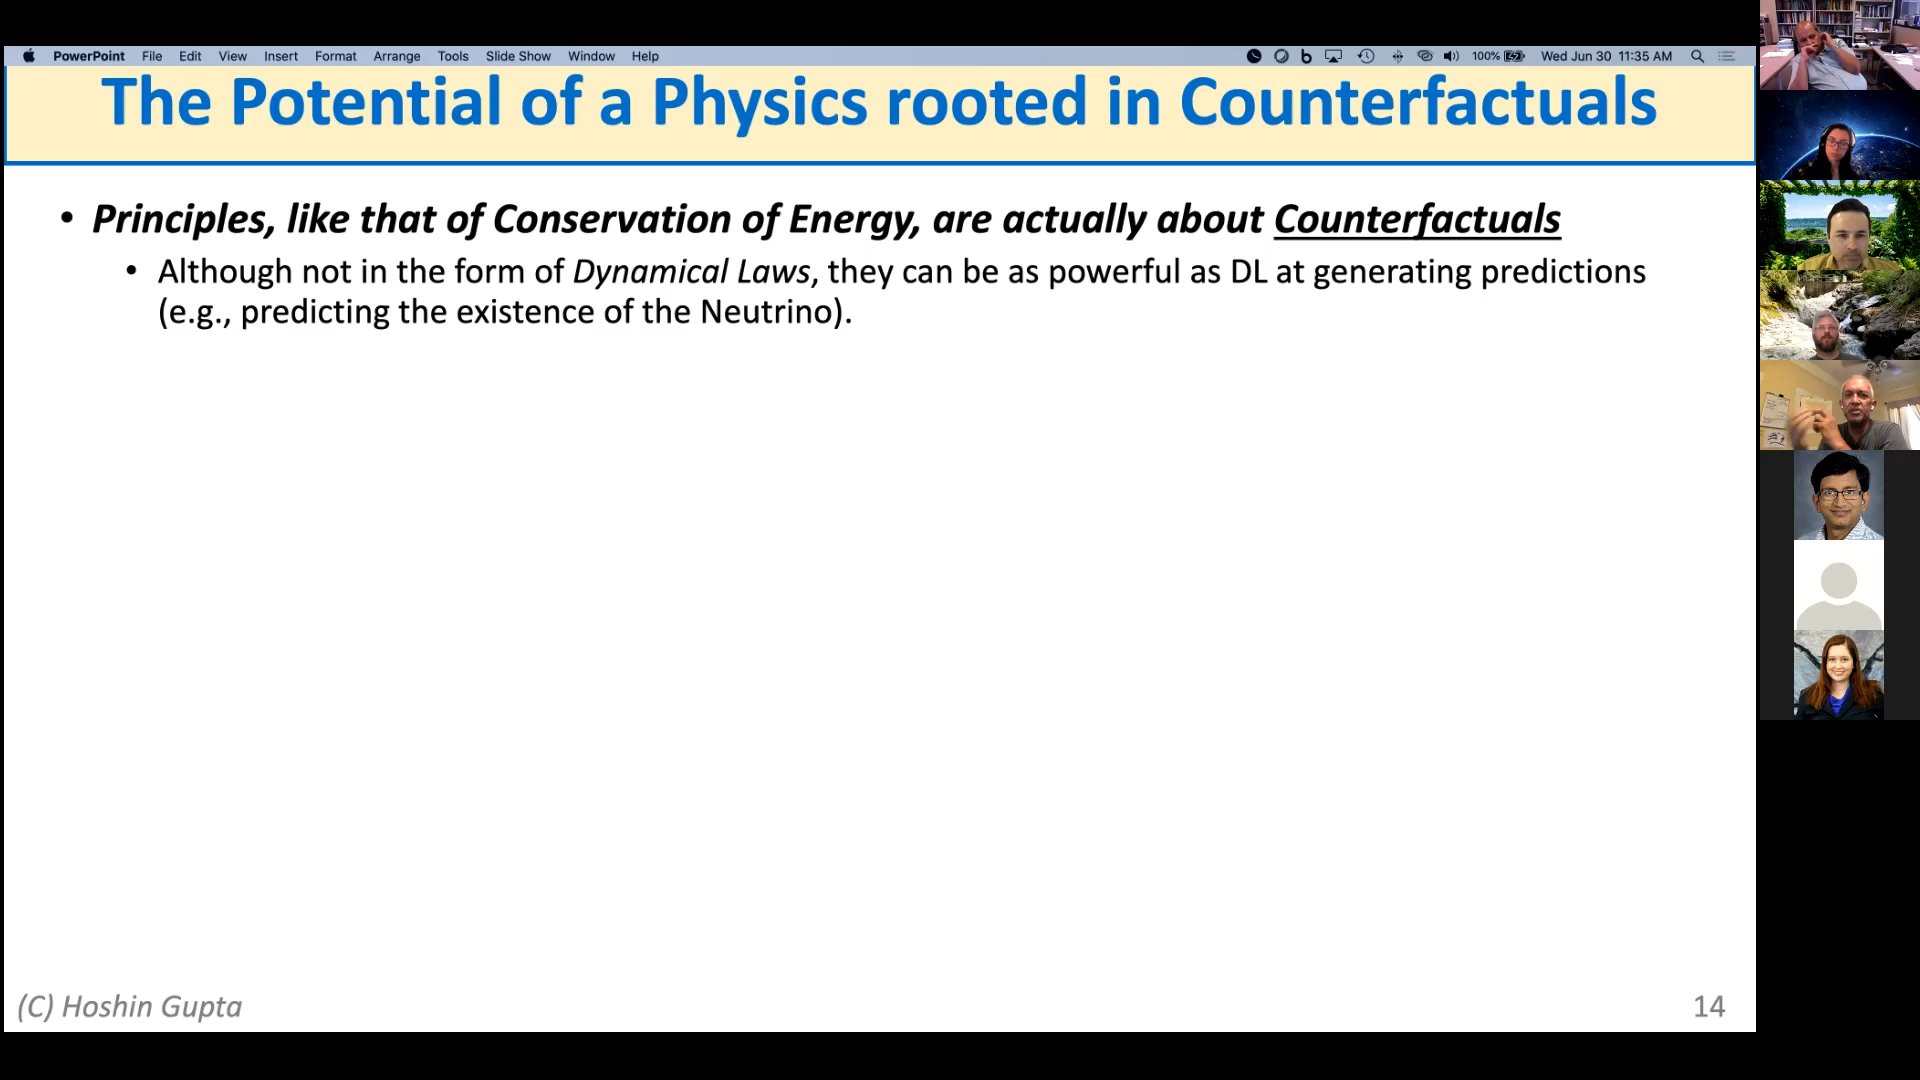 PowerPoint File Edit View Insert Format Arrange Tools Slide Show Window Help 100% Wed Jun 30 11:35 AM
The Potential of a Physics rooted in Counterfactuals
• Principles, like that of Conservation of Energy, are actually about Counterfactuals
• Although not in the form of Dynamical Laws, they can be as powerful as DL at generating predictions
(e.g., predicting the existence of the Neutrino).
(C) Hoshin Gupta
14